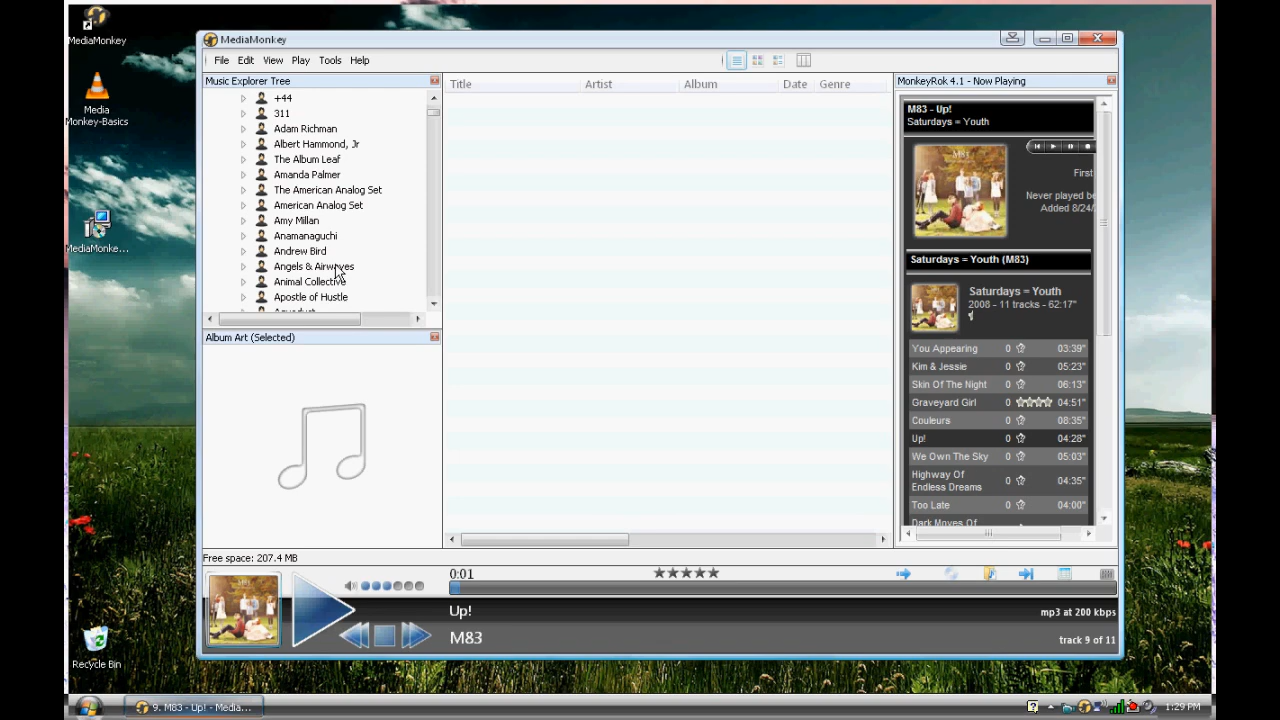 MediaMonkey
Media
Monkey-Basics
MediaMonke...
Recycle Bin
MediaMonkey
File Edit View Play Tools Help
Music Explorer Tree
+44
311
Adam Richman
Albert Hammond, Jr
The Album Leaf
Amanda Palmer
The American Analog Set
American Analog Set
Amy Millan
Anamanaguchi
Andrew Bird
Angels & Airwaves
Animal Collective
Apostle of Hustle
Album Art (Selected)
Title Artist Album Date Genre
MonkeyRok 4.1 - Now Playing
M83 - Up!
Saturdays = Youth
M83
First
Never played be
Added 8/24/
Saturdays = Youth (M83)
Saturdays = Youth
2008 - 11 tracks - 62:17"
You Appearing 0 03:39"
Kim & Jessie 0 05:23"
Skin Of The Night 0 06:13"
Graveyard Girl 0 04:51"
Couleurs 0 08:35"
Up! 0 04:28"
We Own The Sky 0 05:03"
Highway Of
Endless Dreams 0 04:35"
Too Late 0 04:00"
Dark Moves Of
Free space: 207.4 MB
0:01
Up!
mp3 at 200 kbps
M83
track 9 of 11
9. M83 - Up! - Media...
1:29 PM